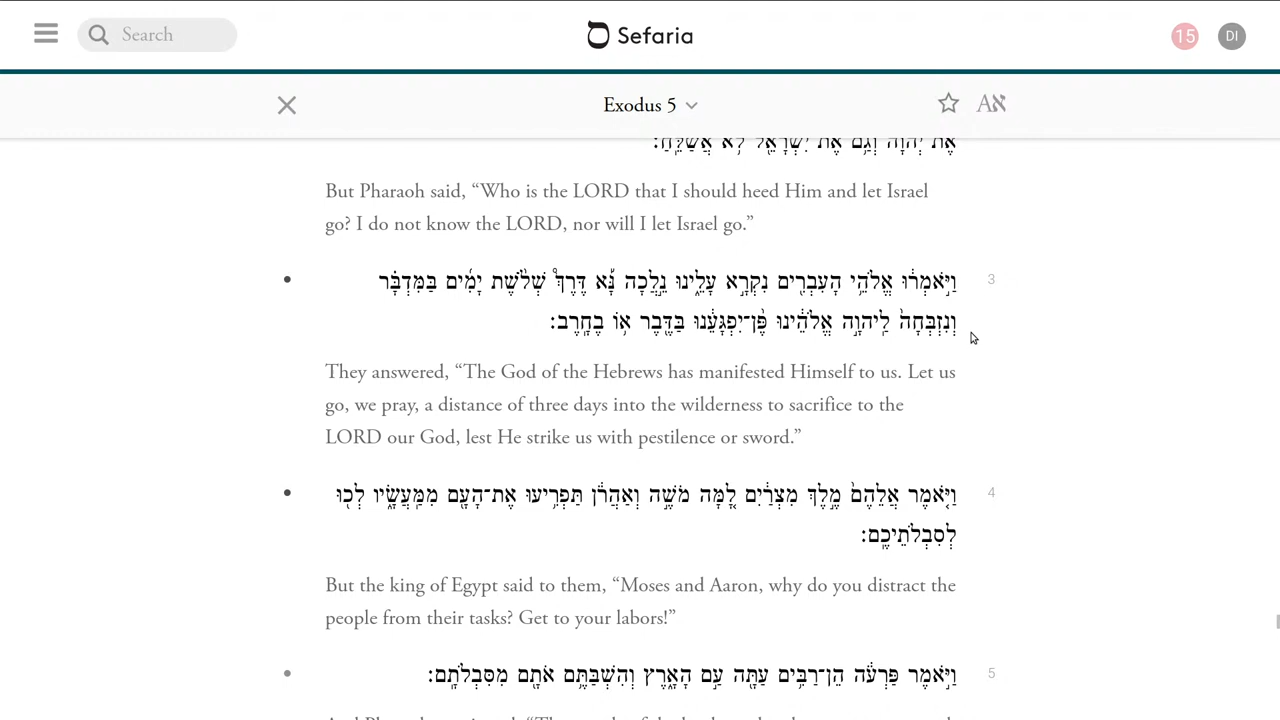 Search
Sefaria
15
DI
Exodus 5
אֶת־יְהֹוָה וְגַם אֶת־יִשְׂרָאֵל לֹא אֲשַׁלֵּחַ׃
But Pharaoh said, “Who is the LORD that I should heed Him and let Israel
go? I do not know the LORD, nor will I let Israel go.”
3
וַיֹּאמְר֔וּ אֱלֹהֵ֥י הָעִבְרִ֖ים נִקְרָ֣א עָלֵ֑ינוּ נֵ֣לְכָה נָּ֡א דֶּ֩רֶךְ֩ שְׁלֹ֨שֶׁת יָמִ֜ים בַּמִּדְבָּ֗ר
וְנִזְבְּחָה֙ לַֽיהֹוָ֣ה אֱלֹהֵ֔ינוּ פֶּ֨ן־יִפְגָּעֵ֔נוּ בַּדֶּ֖בֶר א֥וֹ בֶחָֽרֶב׃
They answered, “The God of the Hebrews has manifested Himself to us. Let us
go, we pray, a distance of three days into the wilderness to sacrifice to the
LORD our God, lest He strike us with pestilence or sword.”
4
וַיֹּ֤אמֶר אֲלֵהֶם֙ מֶ֣לֶךְ מִצְרַ֔יִם לָ֚מָּה מֹשֶׁ֣ה וְאַהֲרֹ֔ן תַּפְרִ֥יעוּ אֶת־הָעָ֖ם מִמַּֽעֲשָׂ֑יו לְכ֖וּ
לְסִבְלֹתֵיכֶֽם׃
But the king of Egypt said to them, “Moses and Aaron, why do you distract the
people from their tasks? Get to your labors!”
5
וַיֹּ֣אמֶר פַּרְעֹ֔ה הֵן־רַבִּ֥ים עַתָּ֖ה עַ֣ם הָאָ֑רֶץ וְהִשְׁבַּתֶּ֥ם אֹתָ֖ם מִסִּבְלֹתָֽם׃